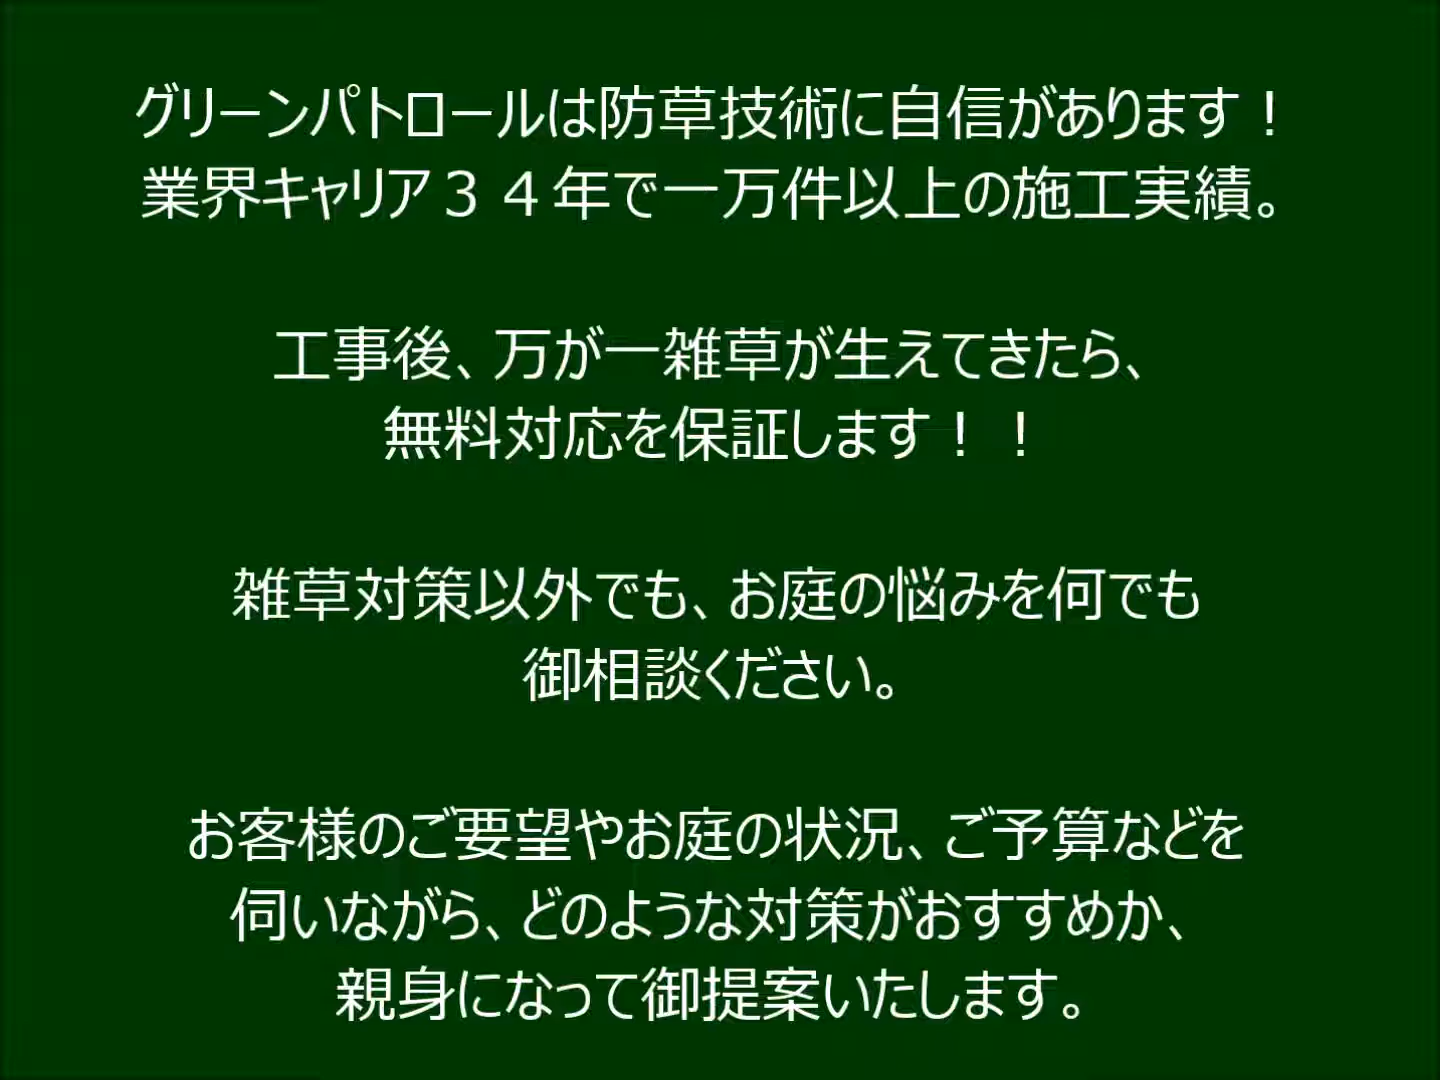 グリーンパトロールは防草技術に自信があります！
業界キャリア３４年で一万件以上の施工実績。
工事後、万が一雑草が生えてきたら、
無料対応を保証します！！
雑草対策以外でも、お庭の悩みを何でも
御相談ください。
お客様のご要望やお庭の状況、ご予算などを
伺いながら、どのような対策がおすすめか、
親身になって御提案いたします。